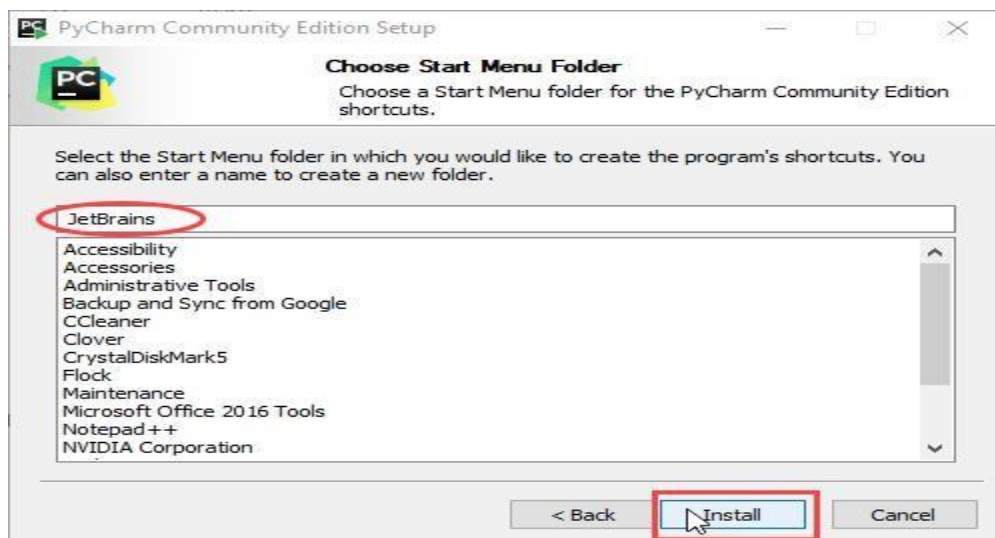 PC PyCharm Community Edition Setup
PC
Choose Start Menu Folder
Choose a Start Menu folder for the PyCharm Community Edition
shortcuts.
Select the Start Menu folder in which you would like to create the program's shortcuts. You
can also enter a name to create a new folder.
JetBrains
Accessibility
Accessories
Administrative Tools
Backup and Sync from Google
CCleaner
Clover
CrystalDiskMark5
Flock
Maintenance
Microsoft Office 2016 Tools
Notepad++
NVIDIA Corporation
< Back Install Cancel